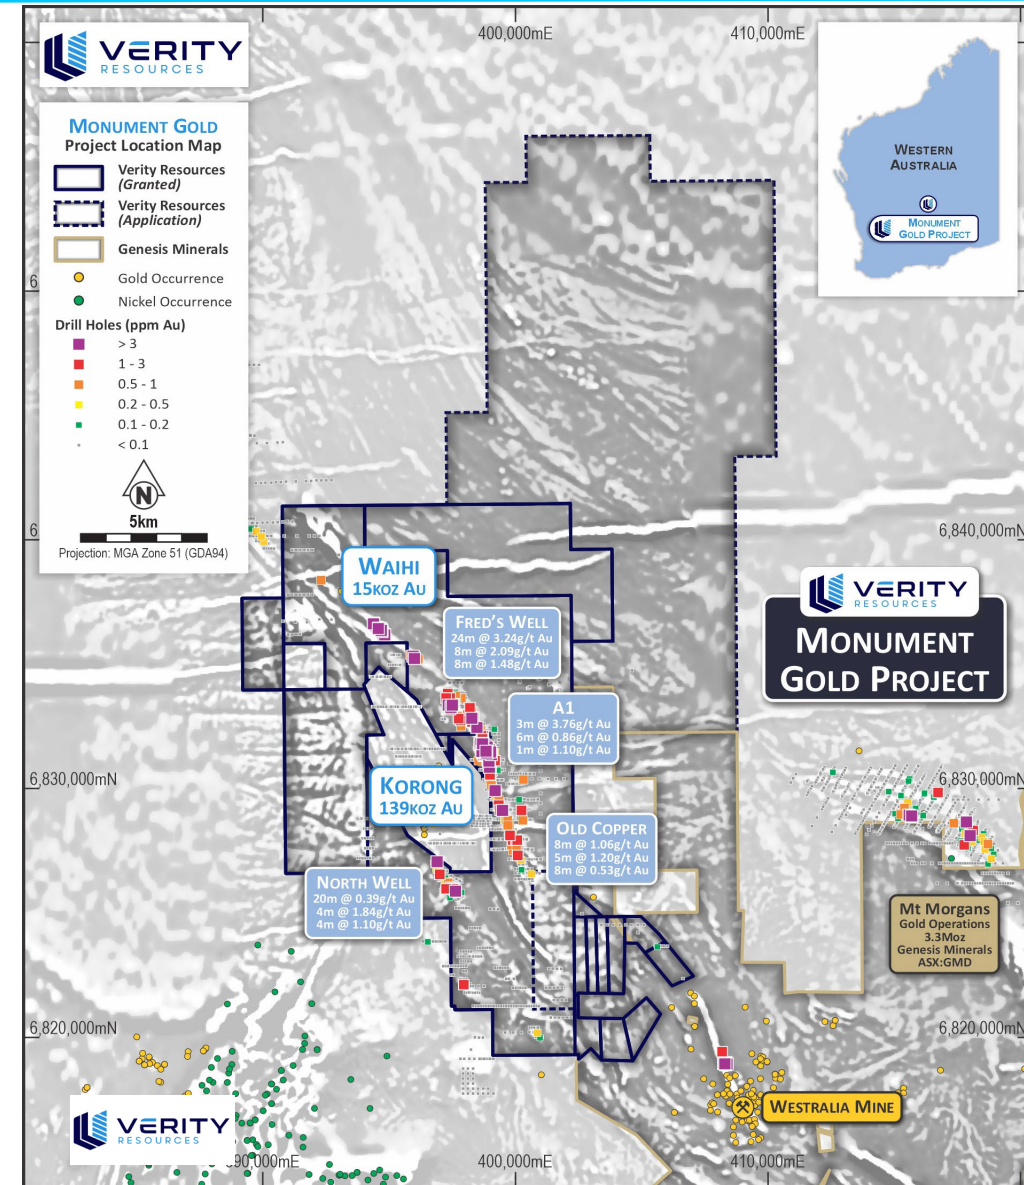 VERITY
RESOURCES
400,000mE
410,000mE
MONUMENT GOLD
Project Location Map
Verity Resources
(Granted)
Verity Resources
(Application)
Genesis Minerals
Gold Occurrence
Nickel Occurrence
Drill Holes (ppm Au)
> 3
1 - 3
0.5 - 1
0.2 - 0.5
0.1 - 0.2
< 0.1
N
5km
Projection: MGA Zone 51 (GDA94)
WESTERN
AUSTRALIA
MONUMENT
GOLD PROJECT
6
6
6,840,000mN
WAIHI
15KOZ AU
FRED'S WELL
24m @ 3.24g/t Au
8m @ 2.09g/t Au
8m @ 1.48g/t Au
VERITY
RESOURCES
MONUMENT
GOLD PROJECT
A1
3m @ 3.76g/t Au
6m @ 0.86g/t Au
1m @ 1.10g/t Au
6,830,000mN
6,830,000mN
KORONG
139KOZ AU
OLD COPPER
8m @ 1.06g/t Au
5m @ 1.20g/t Au
8m @ 0.53g/t Au
NORTH WELL
20m @ 0.39g/t Au
4m @ 1.84g/t Au
4m @ 1.10g/t Au
Mt Morgans
Gold Operations
3.3Moz
Genesis Minerals
ASX:GMD
6,820,000mN
6,820,000mN
WESTRALIA MINE
VERITY
RESOURCES
90,000mE
400,000mE
410,000mE